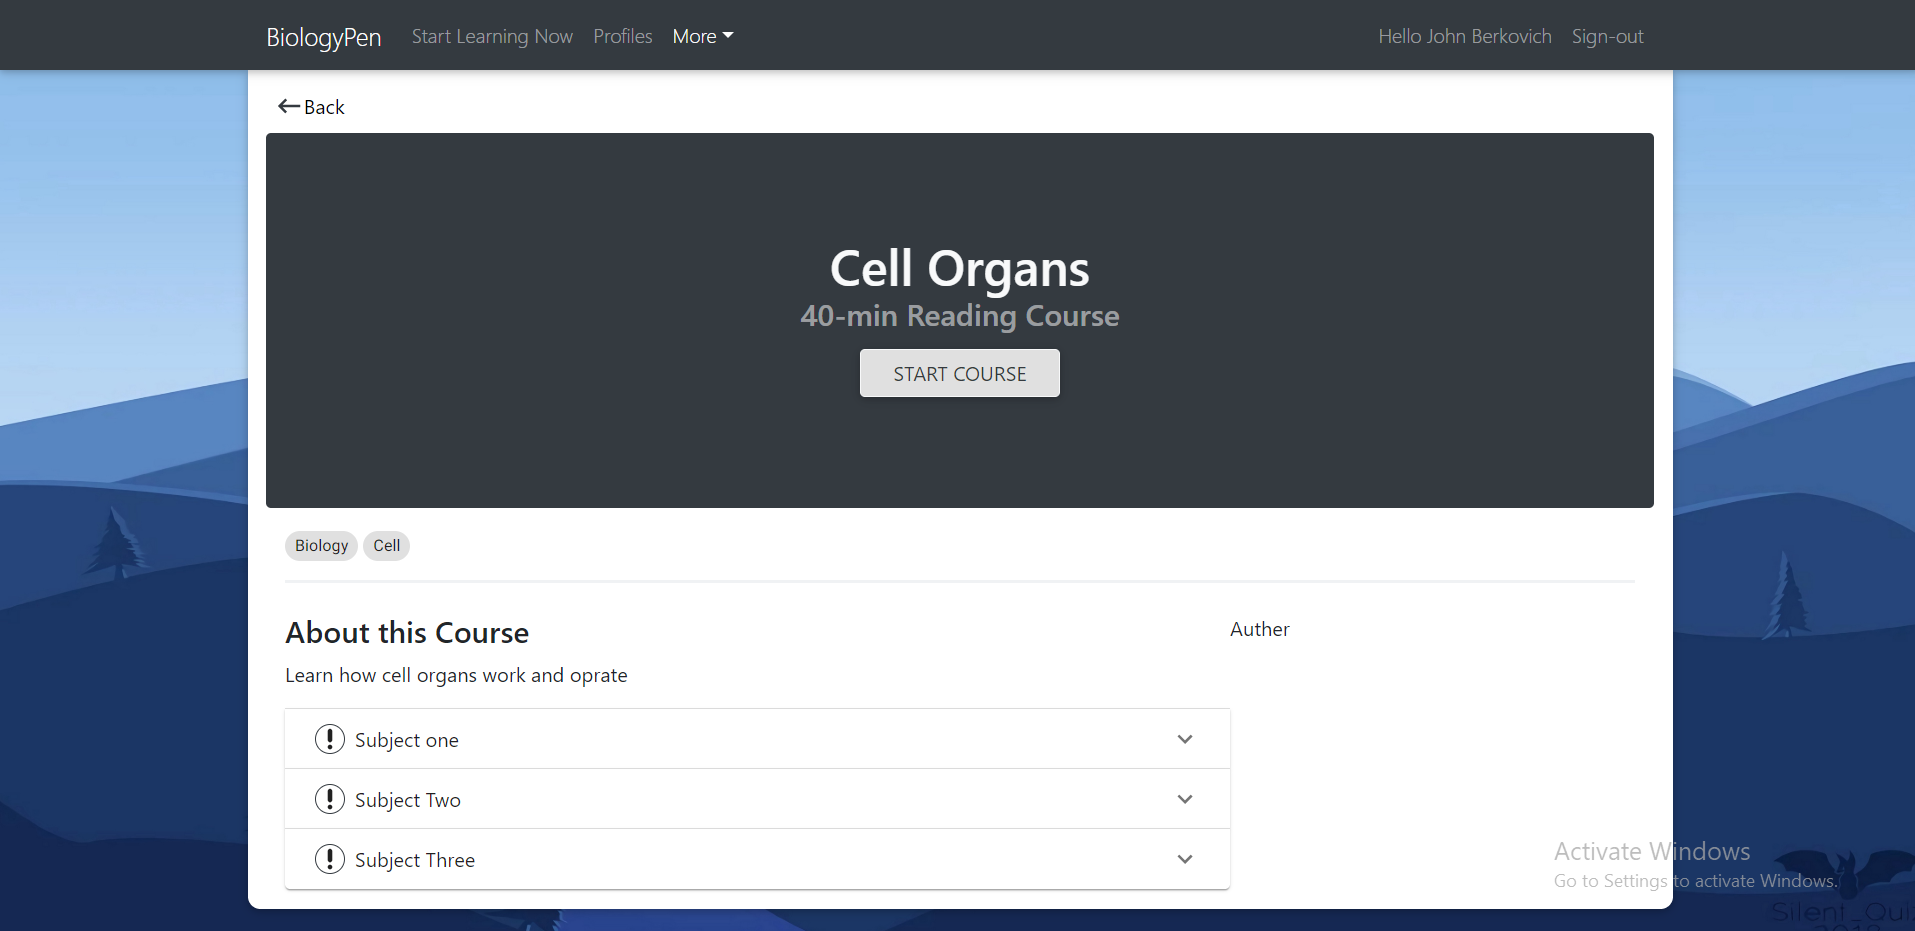 BiologyPen Start Learning Now Profiles More Hello John Berkovich Sign-out
Back
Cell Organs
40-min Reading Course
START COURSE
Biology Cell
About this Course
Auther
Learn how cell organs work and oprate
Subject one
Subject Two
Subject Three
Activate Windows
Go to Settings to activate Windows.